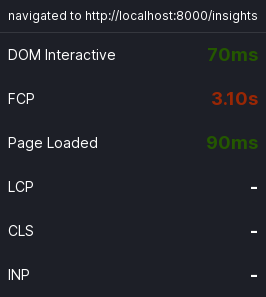 navigated to http://localhost:8000/insights
DOM Interactive 70ms
FCP 3.10s
Page Loaded 90ms
LCP -
CLS -
INP -